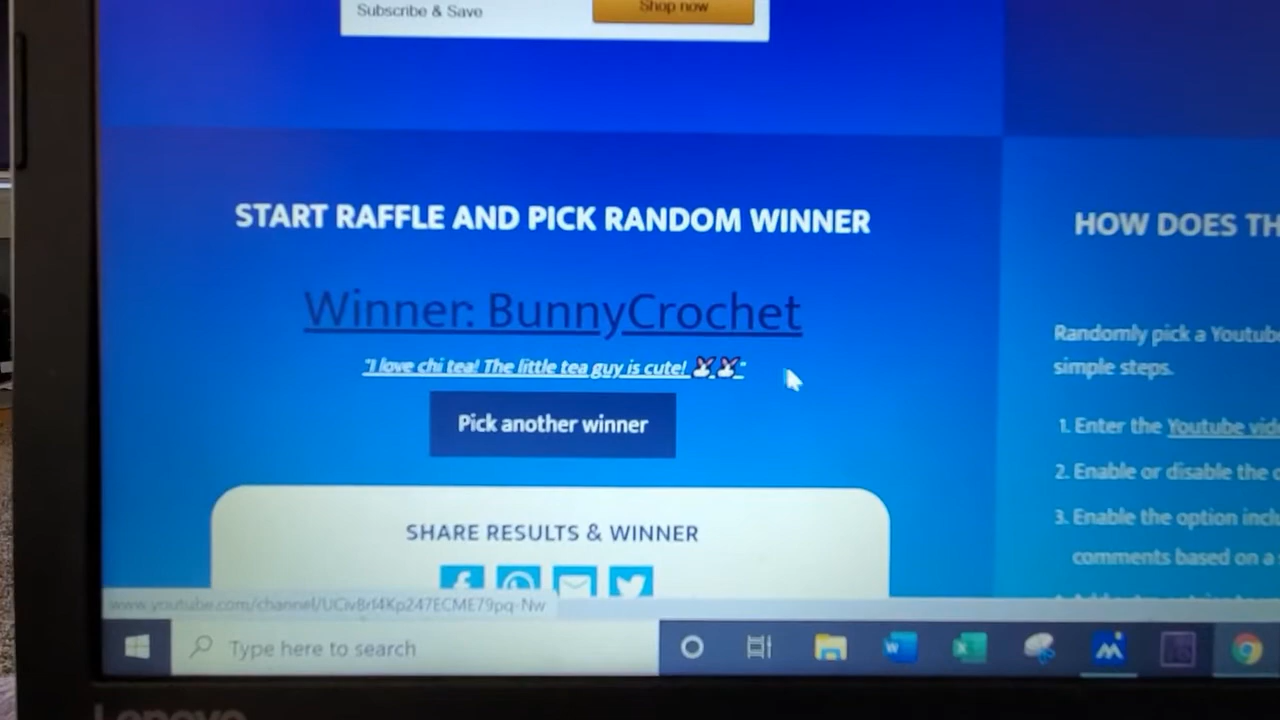 Subscribe & Save
Shop now
START RAFFLE AND PICK RANDOM WINNER
Winner: BunnyCrochet
"I love chi tea! The little tea guy is cute! 🐰🐰"
Pick another winner
SHARE RESULTS & WINNER
HOW DOES TH
Randomly pick a Youtube
simple steps.
1. Enter the Youtube vide
2. Enable or disable the
3. Enable the option incl
comments based on a
Type here to search
Lenovo